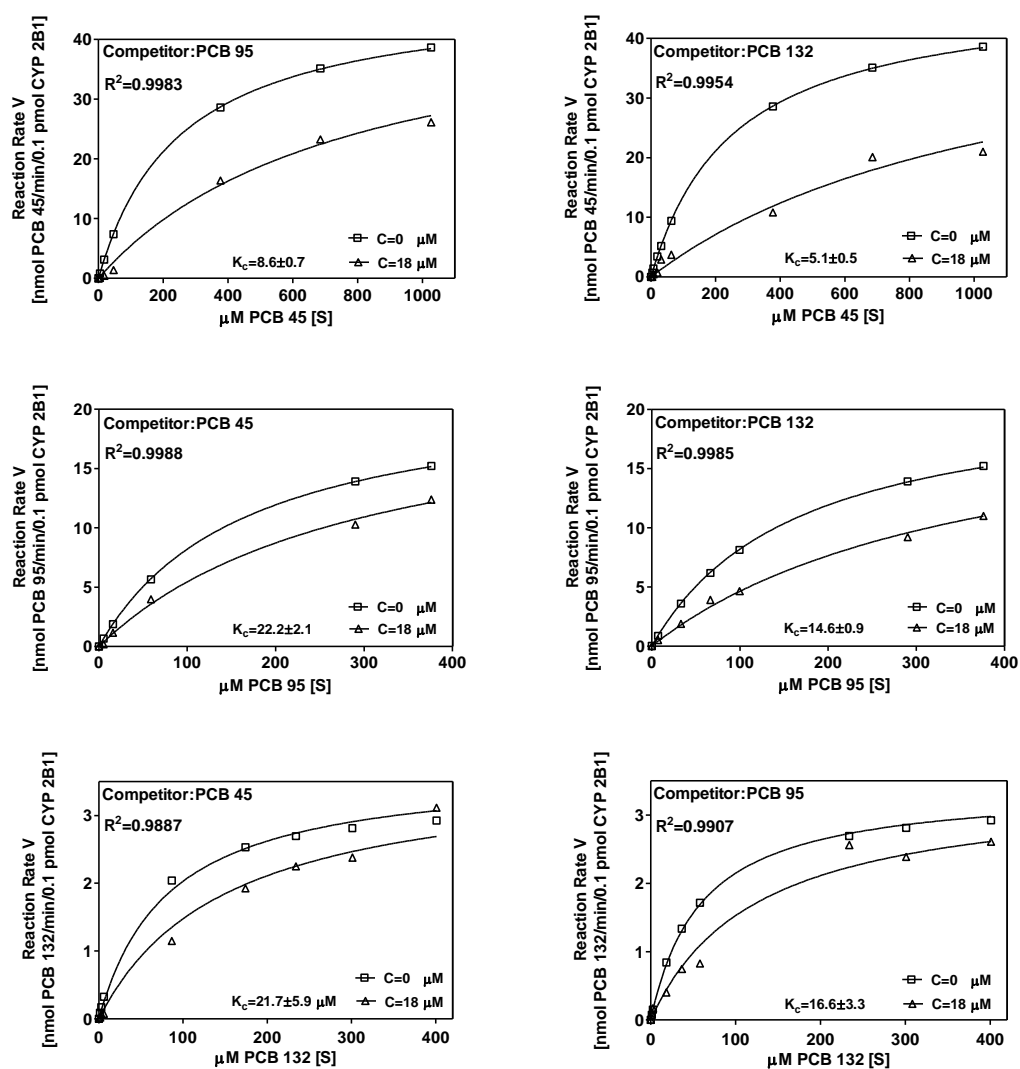 Competitor:PCB 95
R²=0.9983
Reaction Rate V
[nmol PCB 45/min/0.1 pmol CYP 2B1]
40
30
20
10
0
C=0 μM
C=18 μM
Kc=8.6±0.7
0 200 400 600 800 1000
μM PCB 45 [S]
Competitor:PCB 132
R²=0.9954
Reaction Rate V
[nmol PCB 45/min/0.1 pmol CYP 2B1]
40
30
20
10
0
C=0 μM
C=18 μM
Kc=5.1±0.5
0 200 400 600 800 1000
μM PCB 45 [S]
Competitor:PCB 45
R²=0.9988
Reaction Rate V
[nmol PCB 95/min/0.1 pmol CYP 2B1]
20
15
10
5
0
C=0 μM
C=18 μM
Kc=22.2±2.1
0 100 200 300 400
μM PCB 95 [S]
Competitor:PCB 132
R²=0.9985
Reaction Rate V
[nmol PCB 95/min/0.1 pmol CYP 2B1]
20
15
10
5
0
C=0 μM
C=18 μM
Kc=14.6±0.9
0 100 200 300 400
μM PCB 95 [S]
Competitor:PCB 45
R²=0.9887
Reaction Rate V
[nmol PCB 132/min/0.1 pmol CYP 2B1]
3
2
1
0
C=0 μM
Kc=21.7±5.9 μM
C=18 μM
0 100 200 300 400
μM PCB 132 [S]
Competitor:PCB 95
R²=0.9907
Reaction Rate V
[nmol PCB 132/min/0.1 pmol CYP 2B1]
3
2
1
0
C=0 μM
Kc=16.6±3.3
C=18 μM
0 100 200 300 400
μM PCB 132 [S]